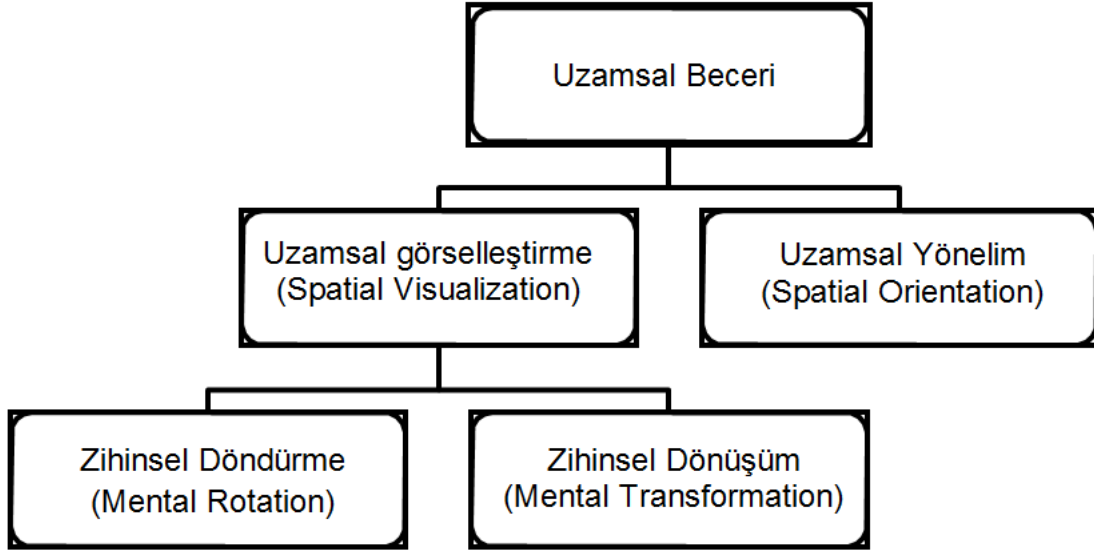 Uzamsal Beceri
Uzamsal görselleştirme
(Spatial Visualization)
Uzamsal Yönelim
(Spatial Orientation)
Zihinsel Döndürme
(Mental Rotation)
Zihinsel Dönüşüm
(Mental Transformation)